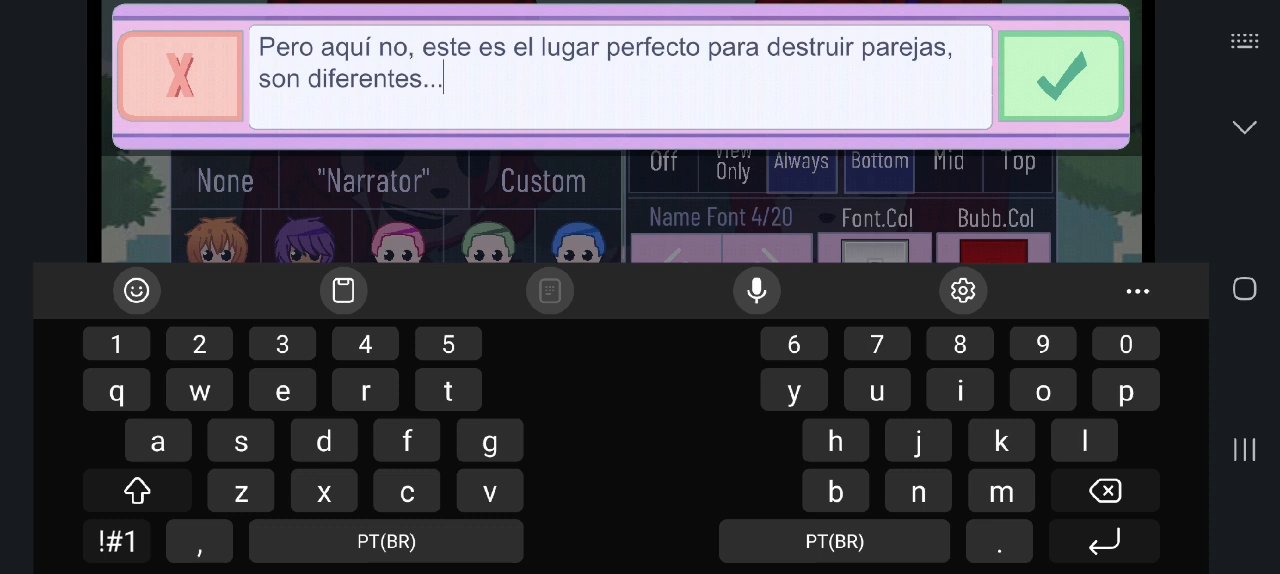 X
Pero aquí no, este es el lugar perfecto para destruir parejas,
son diferentes...
None "Narrator" Custom
Off View Only Always Bottom Mid Top
Name Font 4/20 Font.Col Bubb.Col
1 2 3 4 5 6 7 8 9 0
q w e r t y u i o p
a s d f g h j k l
z x c v b n m
!#1 , PT(BR) PT(BR) .